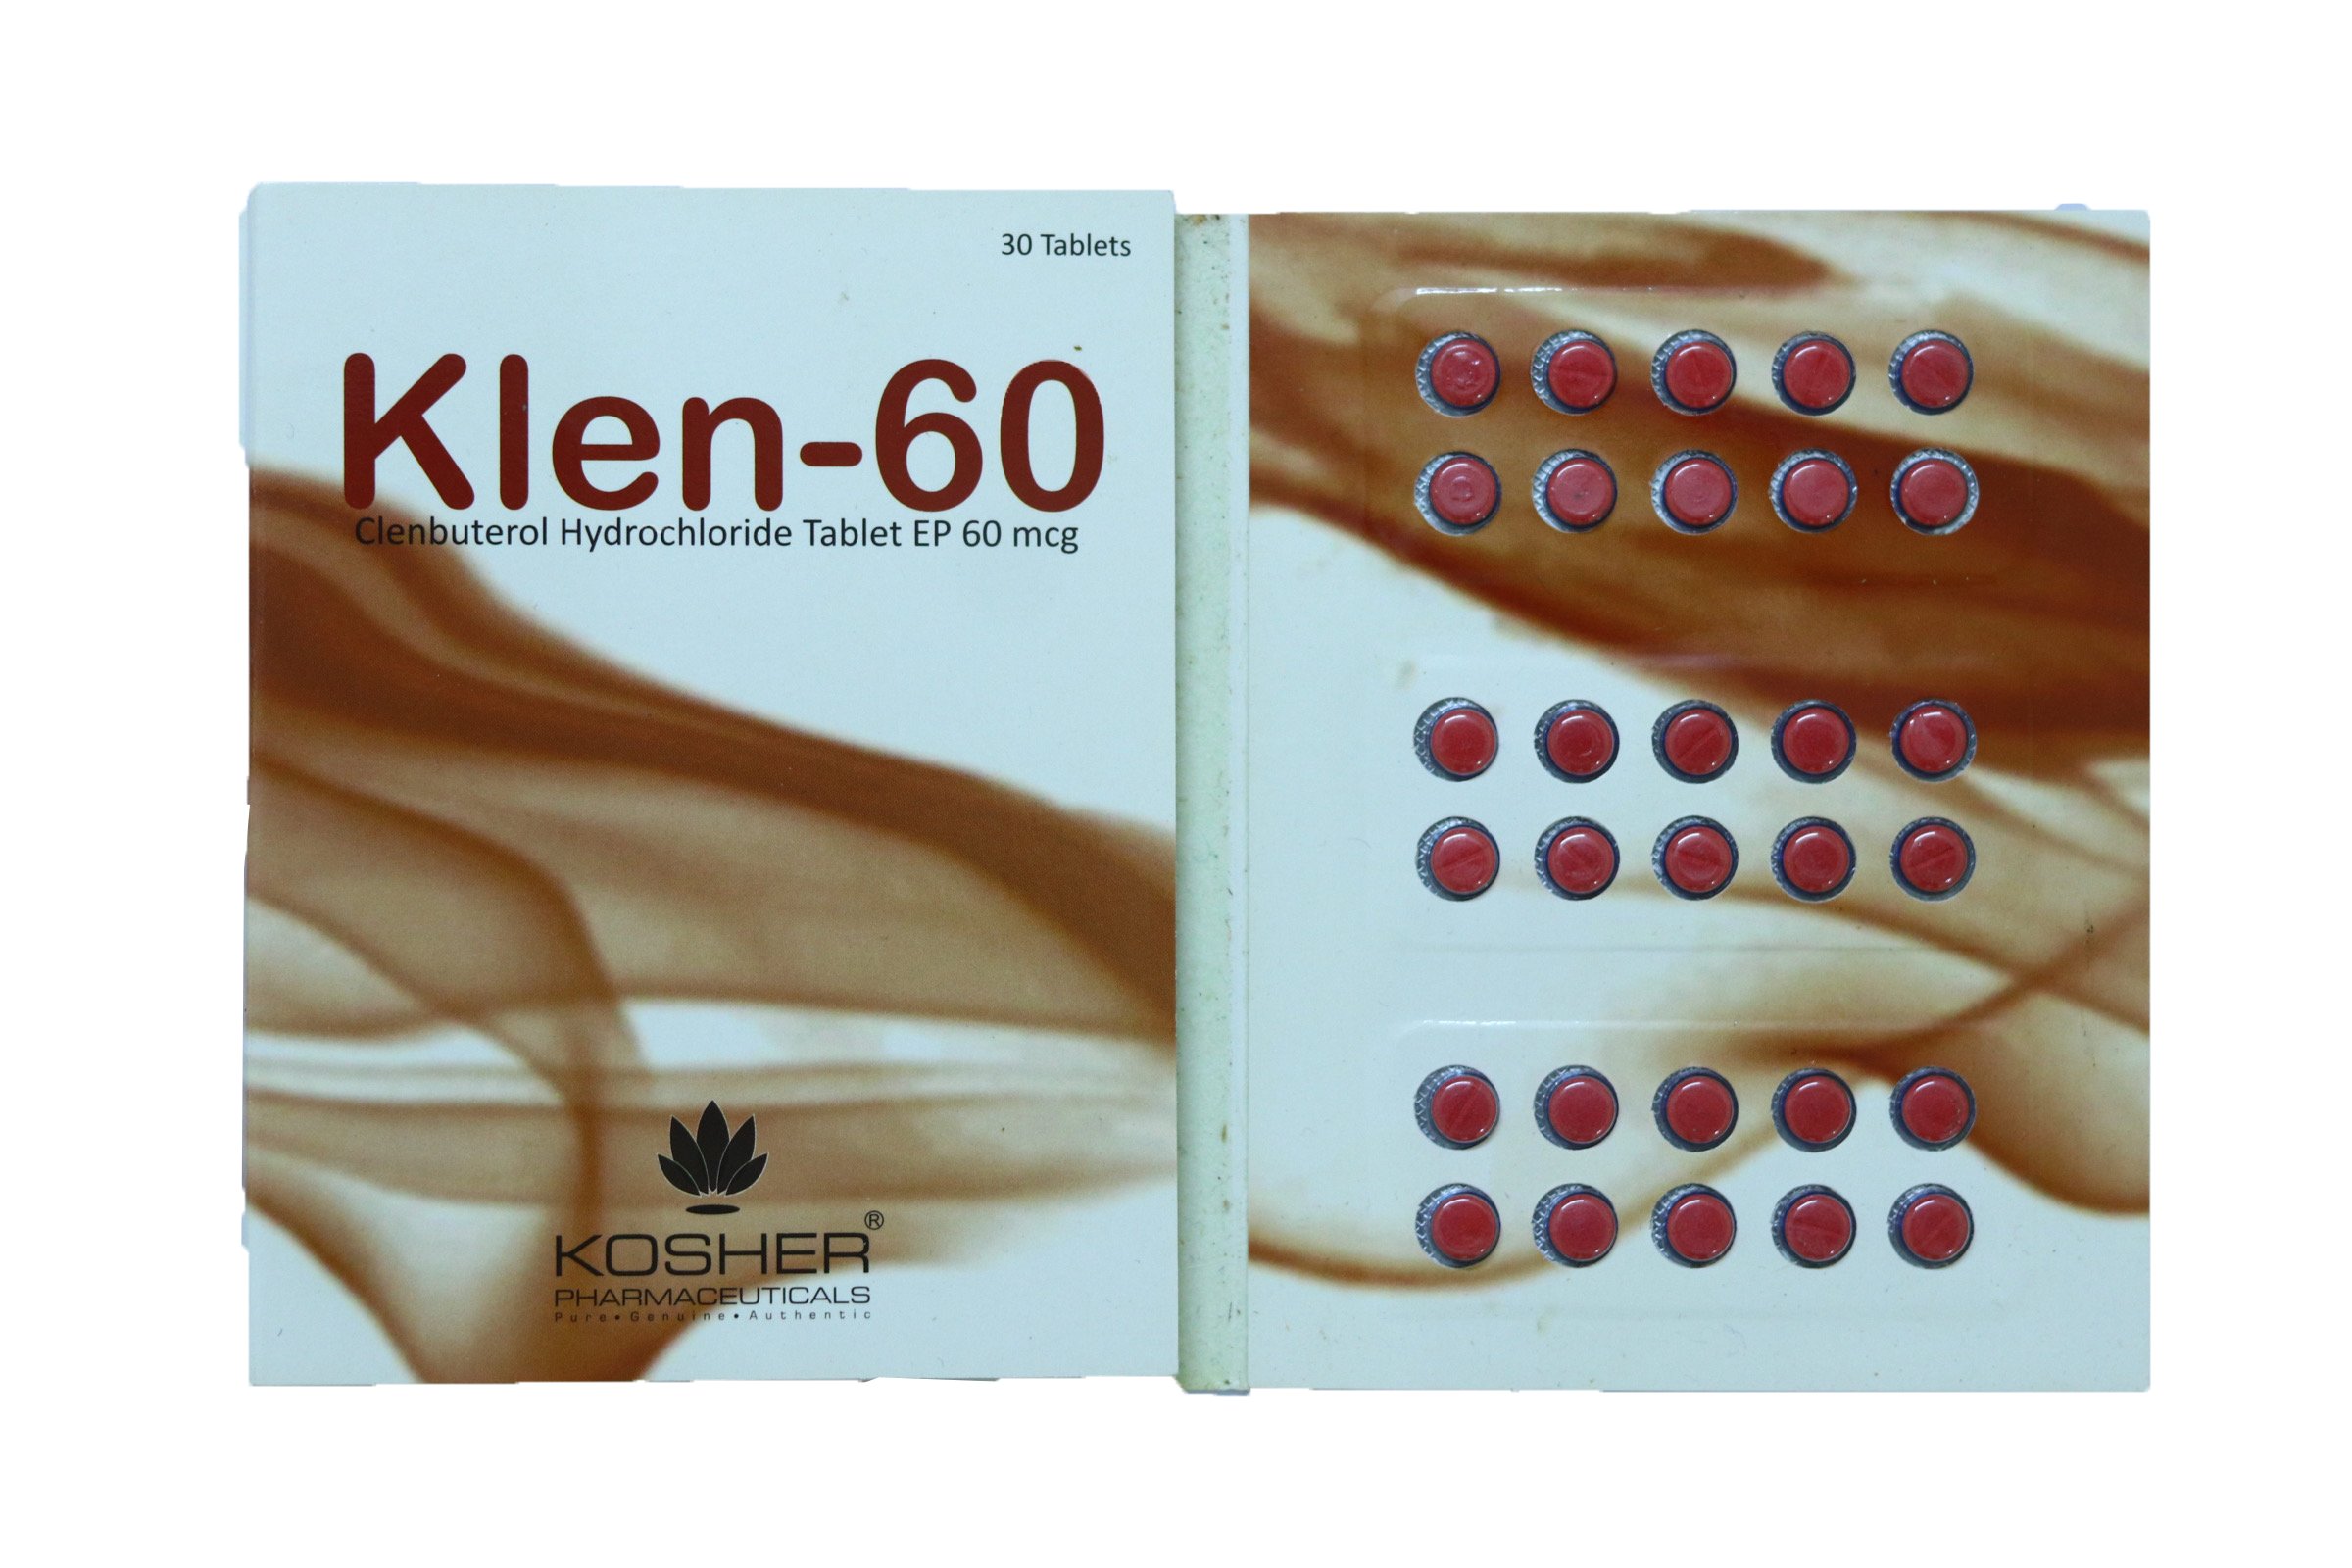 30 Tablets
Klen-60
Clenbuterol Hydrochloride Tablet EP 60 mcg
KOSHER®
PHARMACEUTICALS
Pure•Genuine•Authentic